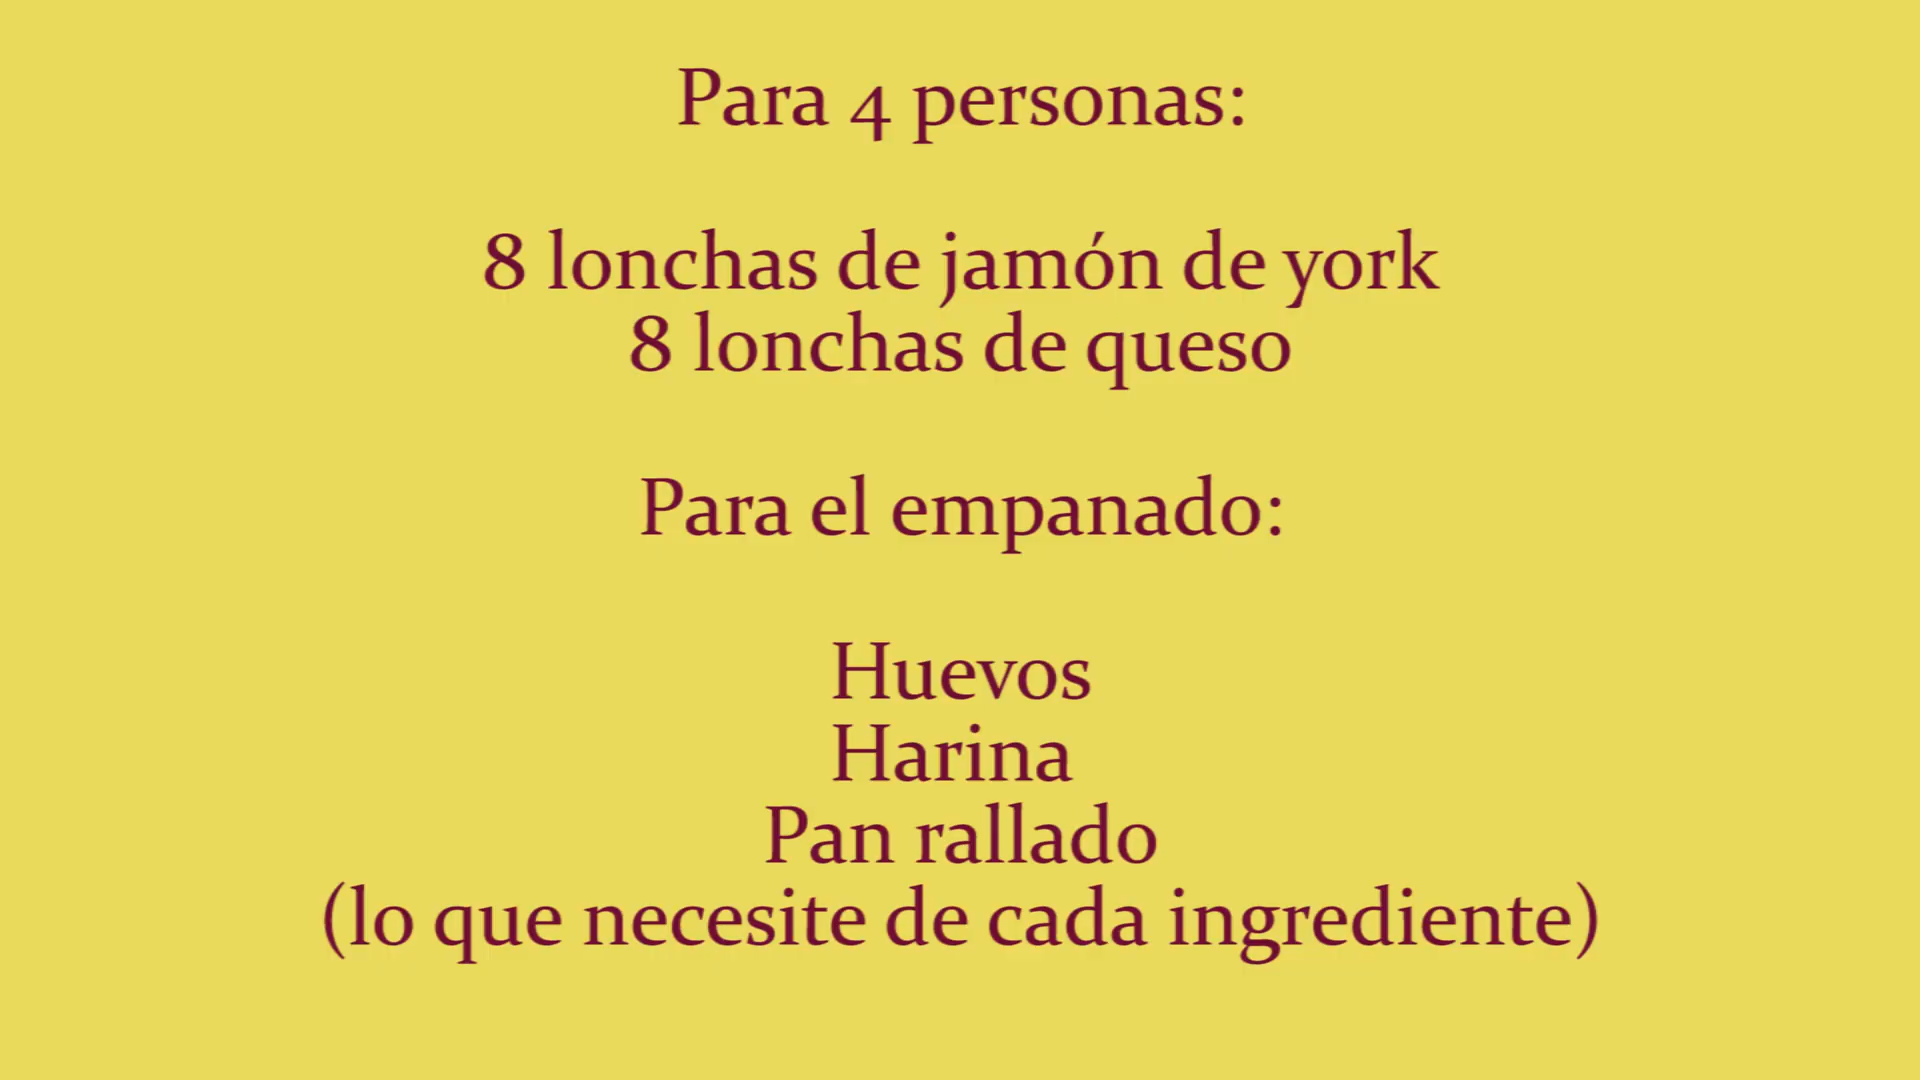 Para 4 personas:
8 lonchas de jamón de york
8 lonchas de queso
Para el empanado:
Huevos
Harina
Pan rallado
(lo que necesite de cada ingrediente)